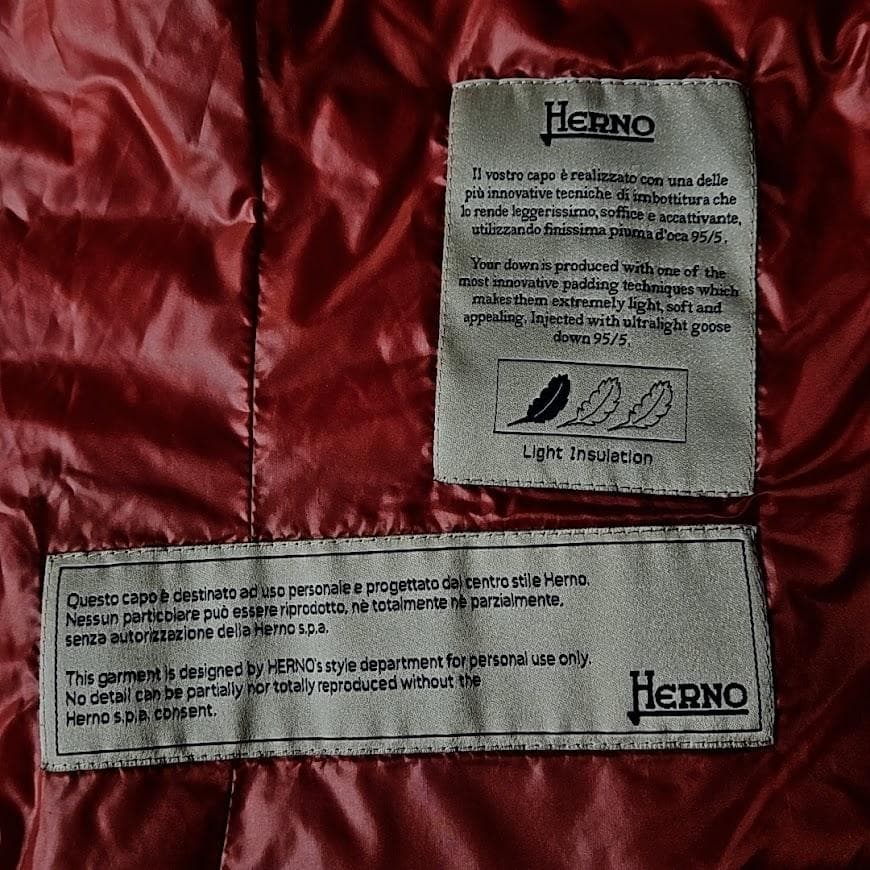 HERNO
Il vostro capo è realizzato con una delle
più innovative tecniche di imbottitura che
lo rende leggerissimo, soffice e accattivante,
utilizzando finissima piuma d'oca 95/5.
Your down is produced with one of the
most innovative padding techniques which
makes them extremely light, soft and
appealing. Injected with ultralight goose
down 95/5.
Light Insulation
Questo capo è destinato ad uso personale e progettato dal centro stile Herno.
Nessun particolare può essere riprodotto, nè totalmente nè parzialmente,
senza autorizzazione della Herno s.p.a.
This garment is designed by HERNO's style department for personal use only.
No detail can be partially nor totally reproduced without the
Herno s.p.a. consent.
HERNO